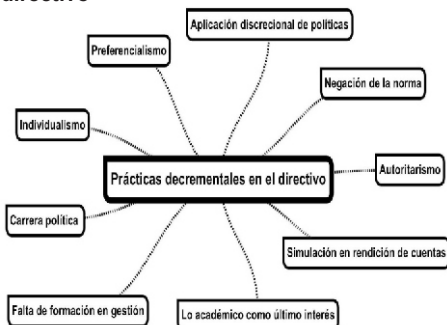 directivo
Aplicación discrecional de políticas
Preferencialismo
Negación de la norma
Individualismo
Prácticas decrementales en el directivo
Autoritarismo
Carrera política
Simulación en rendición de cuentas
Falta de formación en gestión
Lo académico como último interés